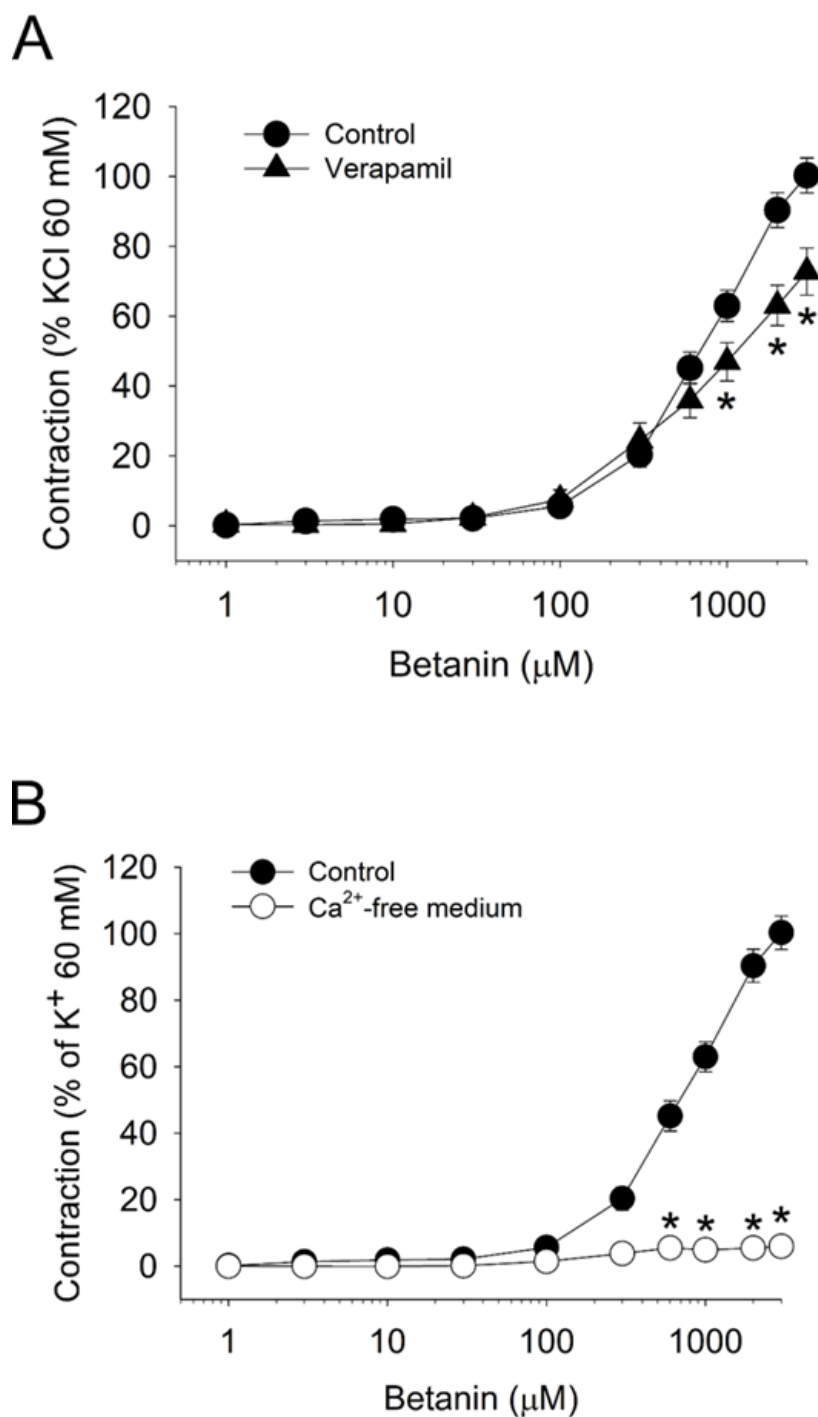 A
Contraction (% KCl 60 mM)
120
100
80
60
40
20
0
Control
Verapamil
*
*
*
1
10
100
1000
Betanin (μM)
B
Contraction (% of K⁺ 60 mM)
120
100
80
60
40
20
0
Control
Ca²⁺-free medium
* * * *
1
10
100
1000
Betanin (μM)